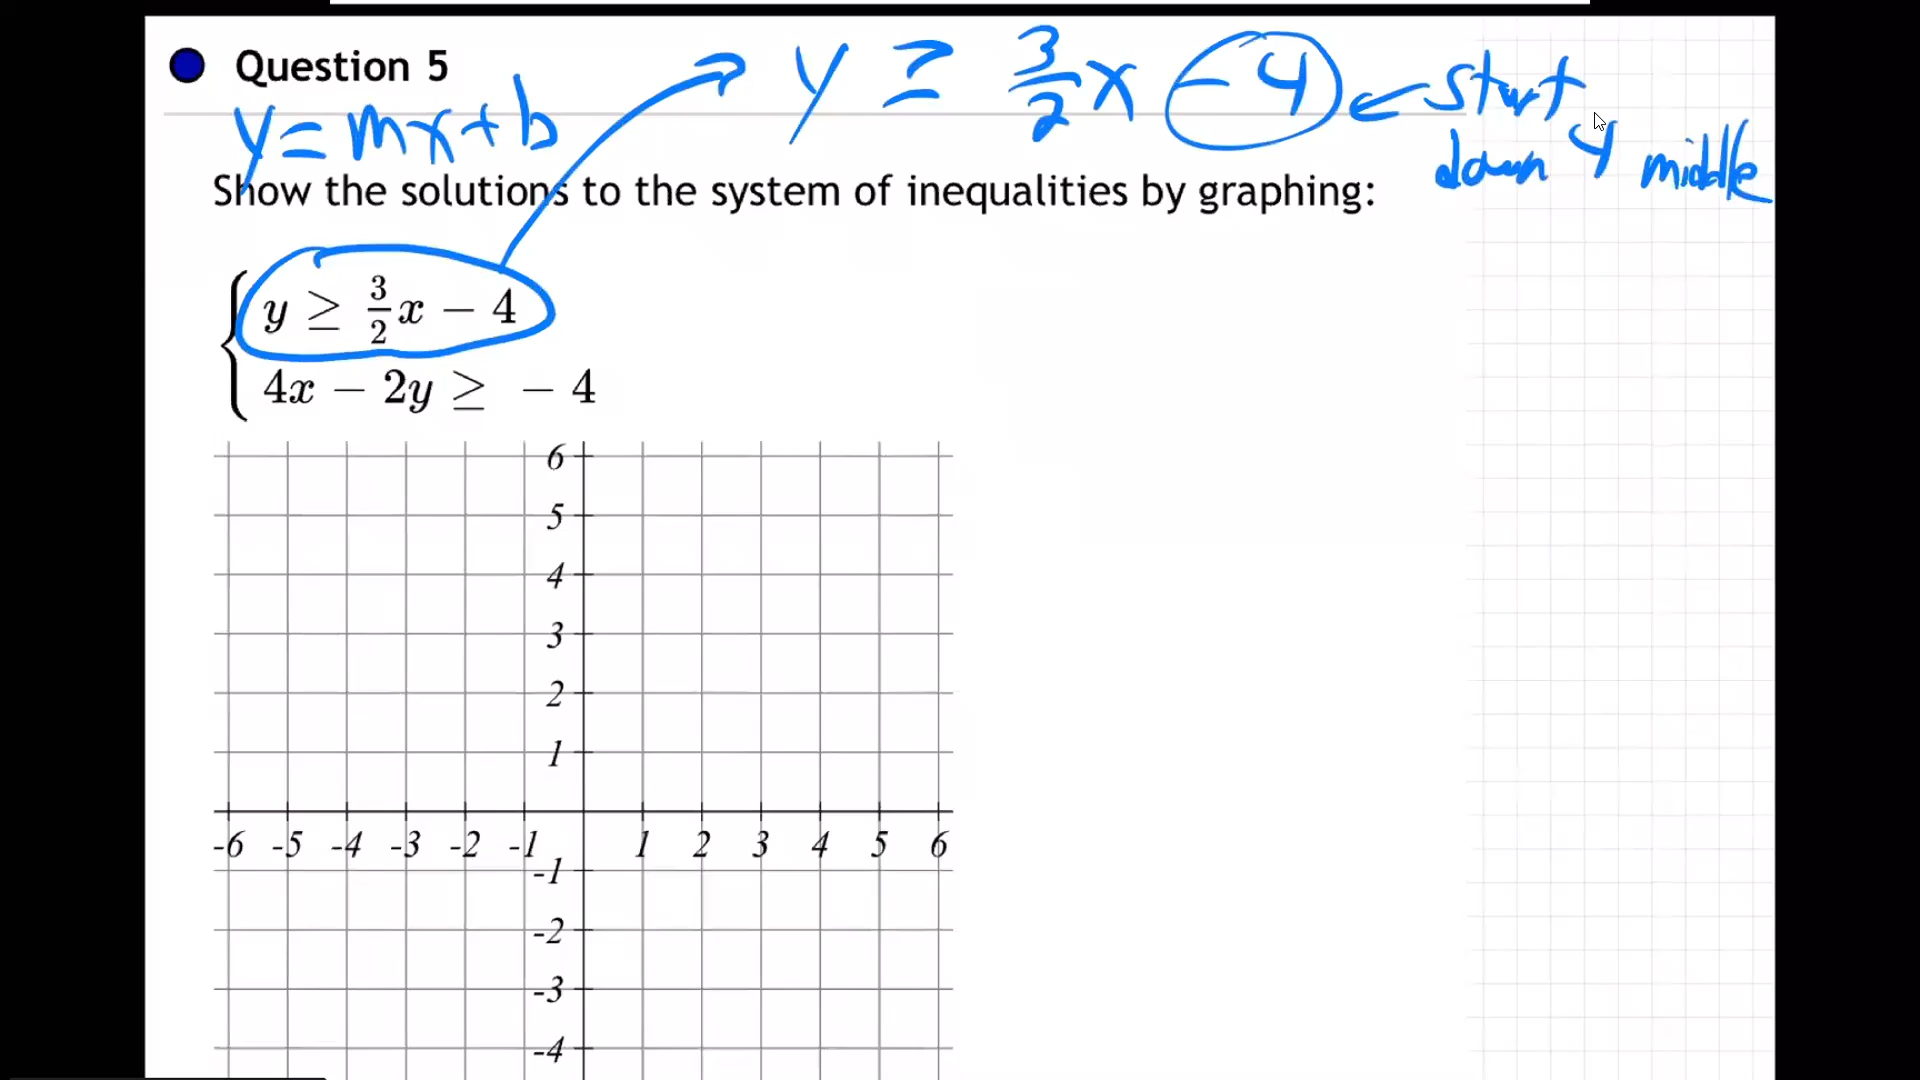 Question 5
y ≥ 3/2 x - 4 ← start
y = mx + b
down 4 middle
Show the solutions to the system of inequalities by graphing:
y ≥ 3/2 x − 4
4x − 2y ≥ − 4
6
5
4
3
2
1
-6 -5 -4 -3 -2 -1 1 2 3 4 5 6
-1
-2
-3
-4